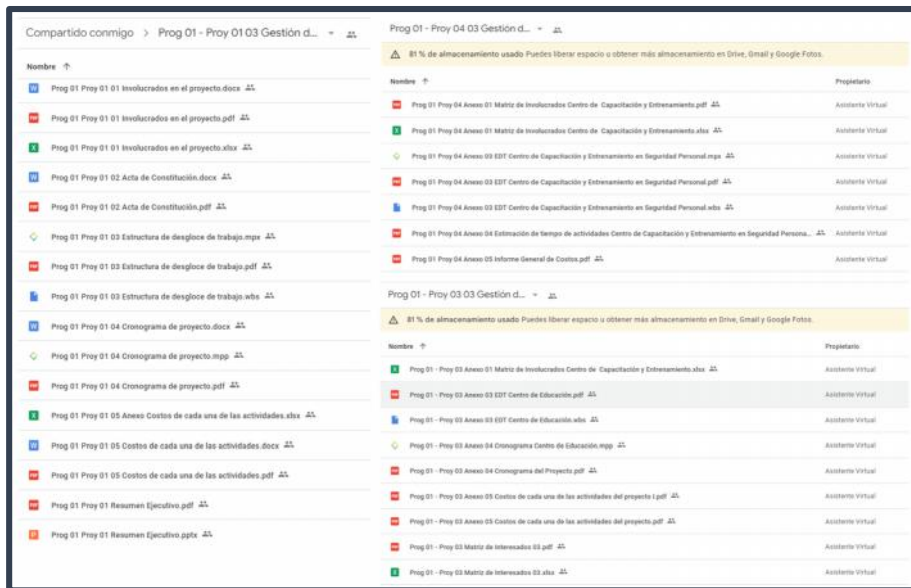 Compartido conmigo > Prog 01 - Proy 01 03 Gestión d...
Nombre
Prog 01 Proy 01 01 Involucrados en el proyecto.docx
Prog 01 Proy 01 01 Involucrados en el proyecto.pdf
Prog 01 Proy 01 01 Involucrados en el proyecto.xlsx
Prog 01 Proy 01 02 Acta de Constitución.docx
Prog 01 Proy 01 02 Acta de Constitución.pdf
Prog 01 Proy 01 03 Estructura de desgloce de trabajo.mpx
Prog 01 Proy 01 03 Estructura de desgloce de trabajo.pdf
Prog 01 Proy 01 03 Estructura de desgloce de trabajo.wbs
Prog 01 Proy 01 04 Cronograma de proyecto.docx
Prog 01 Proy 01 04 Cronograma de proyecto.mpp
Prog 01 Proy 01 04 Cronograma de proyecto.pdf
Prog 01 Proy 01 05 Anexo Costos de cada una de las actividades.xlsx
Prog 01 Proy 01 05 Costos de cada una de las actividades.docx
Prog 01 Proy 01 05 Costos de cada una de las actividades.pdf
Prog 01 Proy 01 Resumen Ejecutivo.pdf
Prog 01 Proy 01 Resumen Ejecutivo.pptx
Prog 01 - Proy 04 03 Gestión d...
81 % de almacenamiento usado Puedes liberar espacio u obtener más almacenamiento en Drive, Gmail y Google Fotos.
Nombre Propietario
Prog 01 Proy 04 Anexo 01 Matriz de Involucrados Centro de Capacitación y Entrenamiento.pdf Asistente Virtual
Prog 01 Proy 04 Anexo 01 Matriz de Involucrados Centro de Capacitación y Entrenamiento.xlsx Asistente Virtual
Prog 01 Proy 04 Anexo 03 EDT Centro de Capacitación y Entrenamiento en Seguridad Personal.mpx Asistente Virtual
Prog 01 Proy 04 Anexo 03 EDT Centro de Capacitación y Entrenamiento en Seguridad Personal.pdf Asistente Virtual
Prog 01 Proy 04 Anexo 03 EDT Centro de Capacitación y Entrenamiento en Seguridad Personal.wbs Asistente Virtual
Prog 01 Proy 04 Anexo 04 Estimación de tiempo de actividades Centro de Capacitación y Entrenamiento en Seguridad Persona... Asistente Virtual
Prog 01 Proy 04 Anexo 05 Informe General de Costos.pdf Asistente Virtual
Prog 01 - Proy 03 03 Gestión d...
81 % de almacenamiento usado Puedes liberar espacio u obtener más almacenamiento en Drive, Gmail y Google Fotos.
Nombre Propietario
Prog 01 - Proy 03 Anexo 01 Matriz de Involucrados Centro de Capacitación y Entrenamiento.xlsx Asistente Virtual
Prog 01 - Proy 03 Anexo 03 EDT Centro de Educación.pdf Asistente Virtual
Prog 01 - Proy 03 Anexo 03 EDT Centro de Educación.wbs Asistente Virtual
Prog 01 - Proy 03 Anexo 04 Cronograma Centro de Educación.mpp Asistente Virtual
Prog 01 - Proy 03 Anexo 04 Cronograma del Proyecto.pdf Asistente Virtual
Prog 01 - Proy 03 Anexo 05 Costos de cada una de las actividades del proyecto I.pdf Asistente Virtual
Prog 01 - Proy 03 Anexo 05 Costos de cada una de las actividades del proyecto.pdf Asistente Virtual
Prog 01 - Proy 03 Matriz de Interesados 03.pdf Asistente Virtual
Prog 01 - Proy 03 Matriz de Interesados 03.xlsx Asistente Virtual